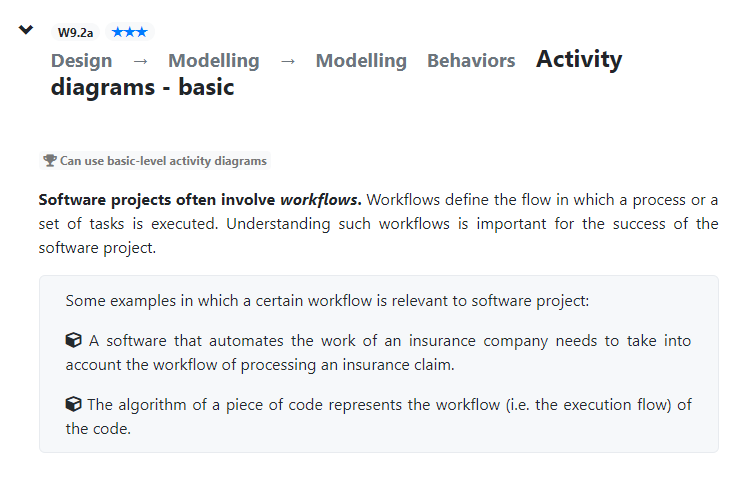 W9.2a ★★★
Design → Modelling → Modelling Behaviors Activity
diagrams - basic
Can use basic-level activity diagrams
Software projects often involve workflows. Workflows define the flow in which a process or a
set of tasks is executed. Understanding such workflows is important for the success of the
software project.
Some examples in which a certain workflow is relevant to software project:
A software that automates the work of an insurance company needs to take into
account the workflow of processing an insurance claim.
The algorithm of a piece of code represents the workflow (i.e. the execution flow) of
the code.